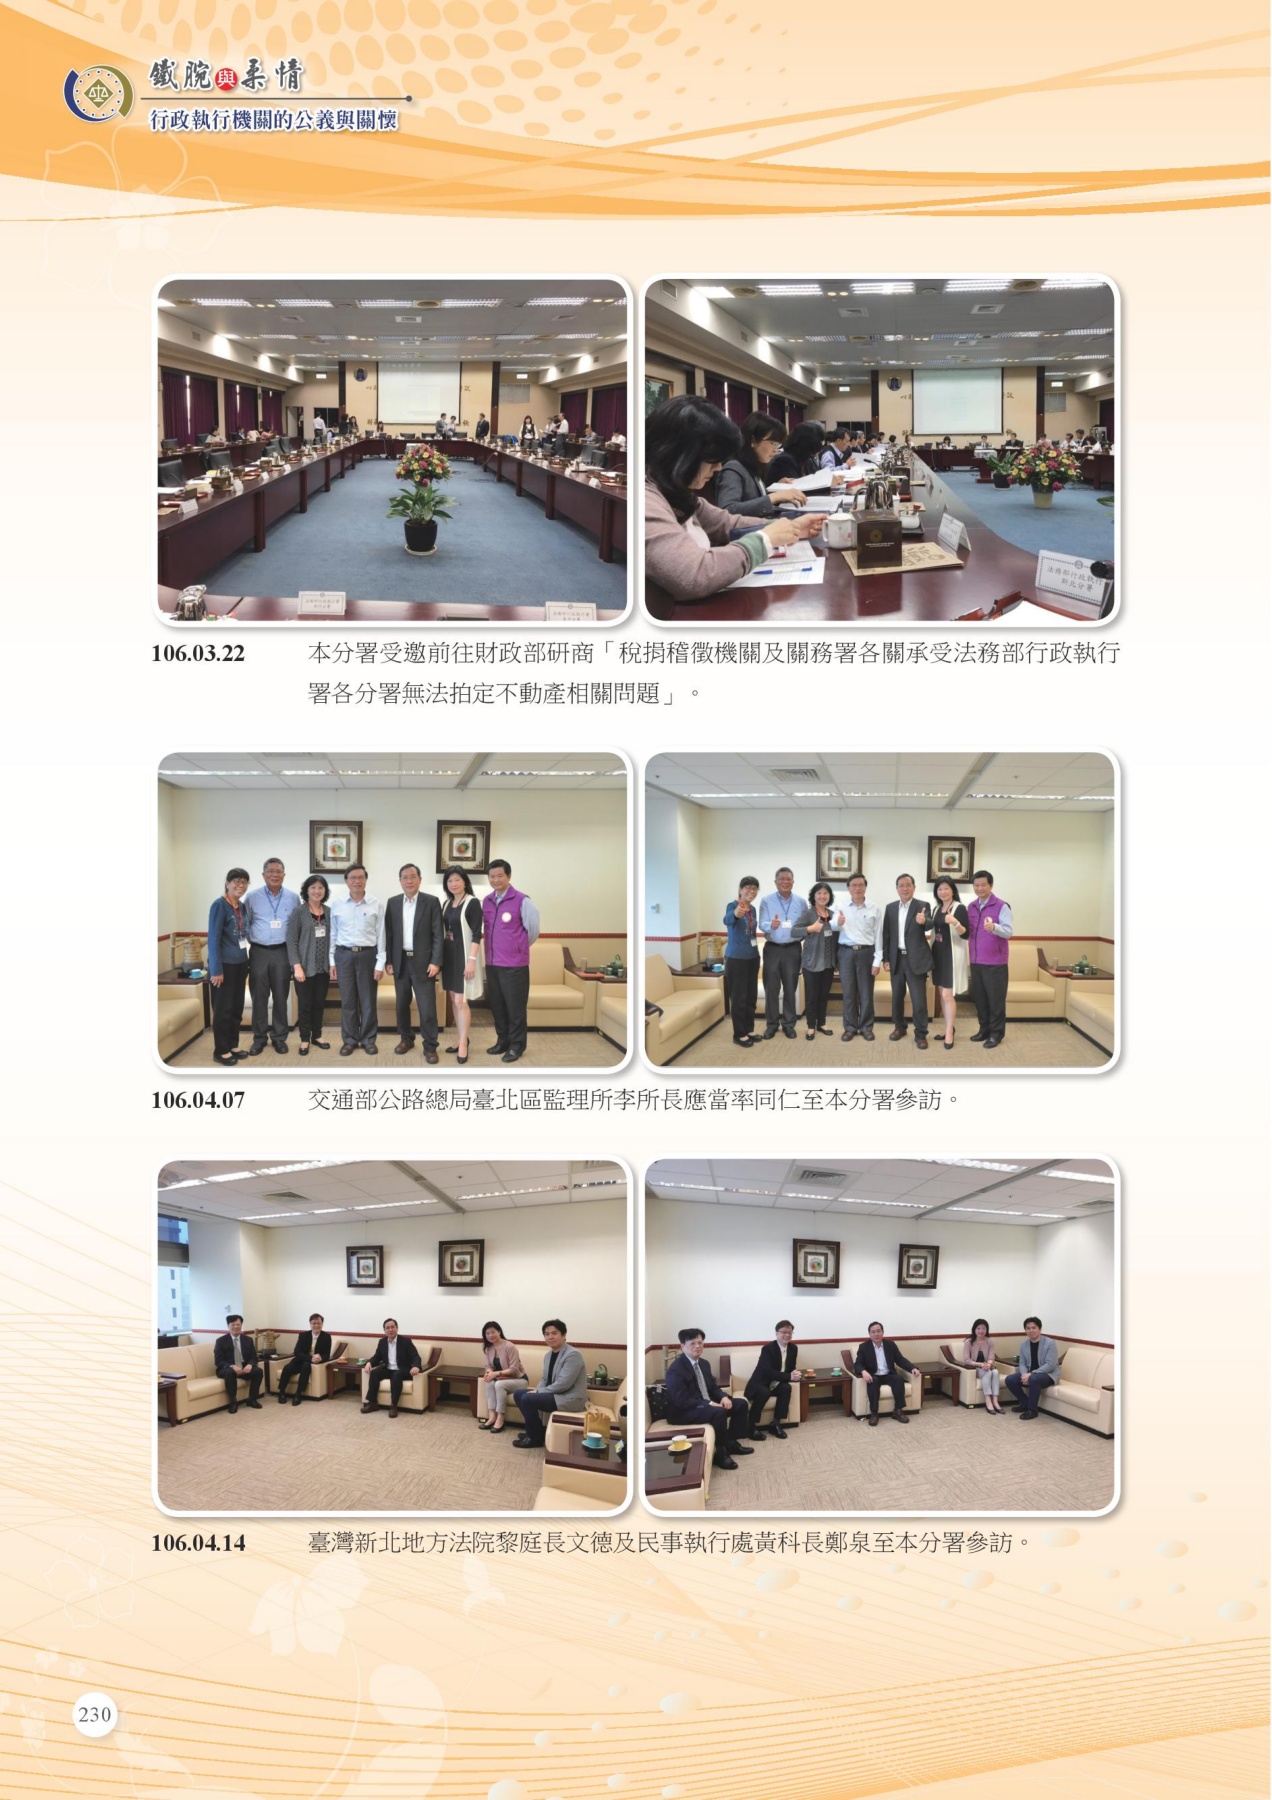 鐵腕與柔情
行政執行機關的公義與關懷
法務部行政執行
新北分署
106.03.22 本分署受邀前往財政部研商「稅捐稽徵機關及關務署各關承受法務部行政執行
署各分署無法拍定不動產相關問題」。
106.04.07 交通部公路總局臺北區監理所李所長應當率同仁至本分署參訪。
106.04.14 臺灣新北地方法院黎庭長文德及民事執行處黃科長鄭泉至本分署參訪。
230